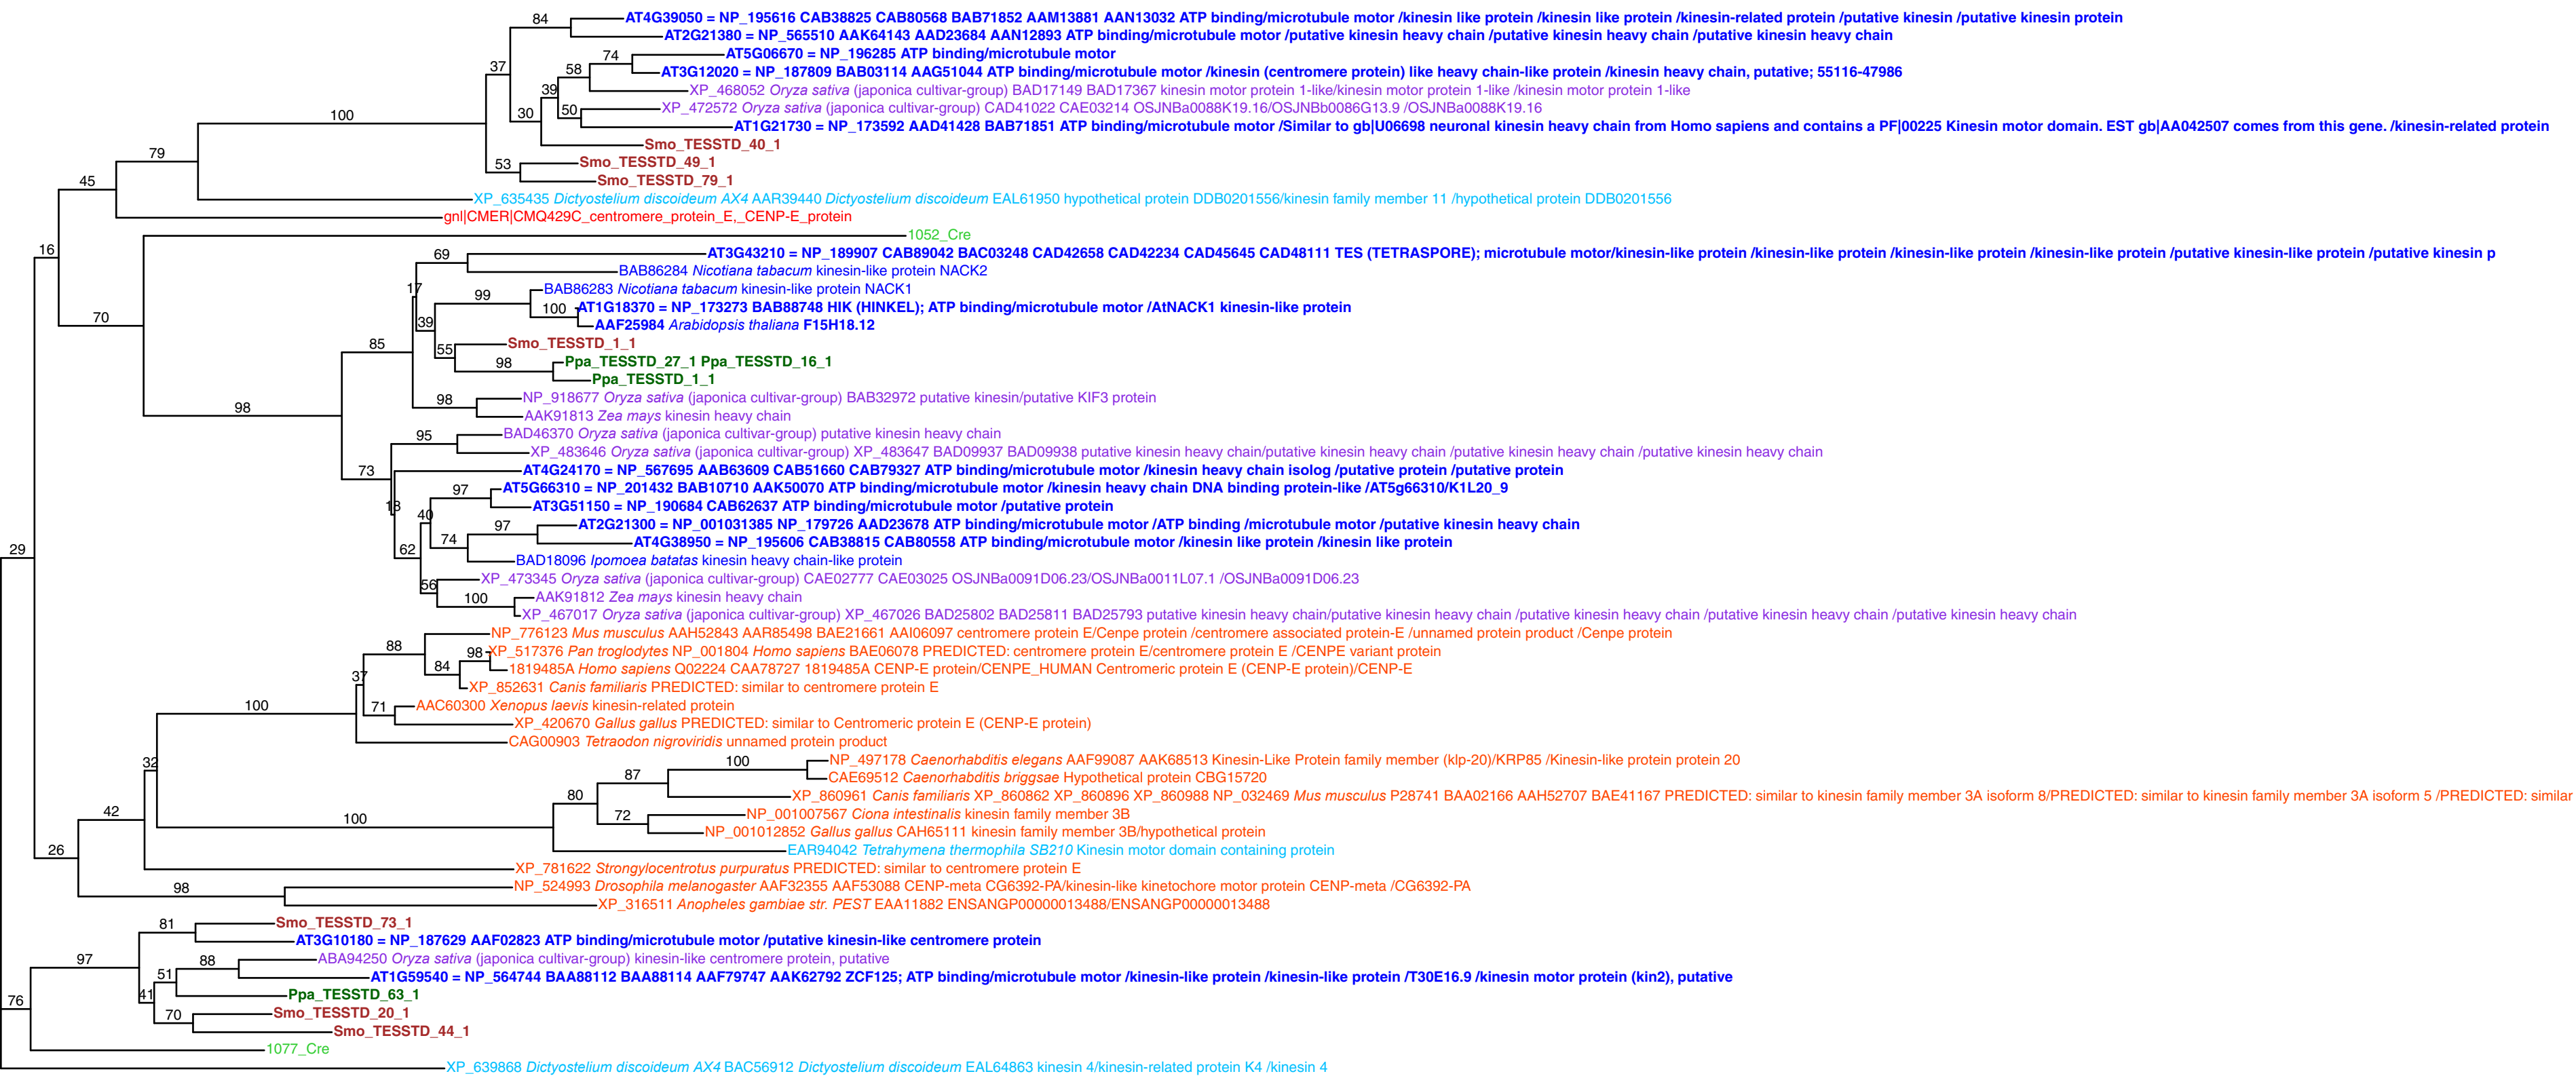 84
AT4G39050 = NP_195616 CAB38825 CAB80568 BAB71852 AAM13881 AAN13032 ATP binding/microtubule motor /kinesin like protein /kinesin like protein /kinesin-related protein /putative kinesin /putative kinesin protein
AT2G21380 = NP_565510 AAK64143 AAD23684 AAN12893 ATP binding/microtubule motor /putative kinesin heavy chain /putative kinesin heavy chain /putative kinesin heavy chain
74
AT5G06670 = NP_196285 ATP binding/microtubule motor
37
58
AT3G12020 = NP_187809 BAB03114 AAG51044 ATP binding/microtubule motor /kinesin (centromere protein) like heavy chain-like protein /kinesin heavy chain, putative; 55116-47986
39
XP_468052 Oryza sativa (japonica cultivar-group) BAD17149 BAD17367 kinesin motor protein 1-like/kinesin motor protein 1-like /kinesin motor protein 1-like
30
50
XP_472572 Oryza sativa (japonica cultivar-group) CAD41022 CAE03214 OSJNBa0088K19.16/OSJNBb0086G13.9 /OSJNBa0088K19.16
100
AT1G21730 = NP_173592 AAD41428 BAB71851 ATP binding/microtubule motor /Similar to gb|U06698 neuronal kinesin heavy chain from Homo sapiens and contains a PF|00225 Kinesin motor domain. EST gb|AA042507 comes from this gene. /kinesin-related protein
Smo_TESSTD_40_1
79
53
Smo_TESSTD_49_1
45
Smo_TESSTD_79_1
XP_635435 Dictyostelium discoideum AX4 AAR39440 Dictyostelium discoideum EAL61950 hypothetical protein DDB0201556/kinesin family member 11 /hypothetical protein DDB0201556
gnl|CMER|CMQ429C_centromere_protein_E,_CENP-E_protein
16
1052_Cre
69
AT3G43210 = NP_189907 CAB89042 BAC03248 CAD42658 CAD42234 CAD45645 CAD48111 TES (TETRASPORE); microtubule motor/kinesin-like protein /kinesin-like protein /kinesin-like protein /kinesin-like protein /putative kinesin-like protein /putative kinesin p
BAB86284 Nicotiana tabacum kinesin-like protein NACK2
17
99
BAB86283 Nicotiana tabacum kinesin-like protein NACK1
100
AT1G18370 = NP_173273 BAB88748 HIK (HINKEL); ATP binding/microtubule motor /AtNACK1 kinesin-like protein
70
39
AAF25984 Arabidopsis thaliana F15H18.12
85
55
Smo_TESSTD_1_1
98
Ppa_TESSTD_27_1 Ppa_TESSTD_16_1
Ppa_TESSTD_1_1
98
98
NP_918677 Oryza sativa (japonica cultivar-group) BAB32972 putative kinesin/putative KIF3 protein
AAK91813 Zea mays kinesin heavy chain
95
BAD46370 Oryza sativa (japonica cultivar-group) putative kinesin heavy chain
XP_483646 Oryza sativa (japonica cultivar-group) XP_483647 BAD09937 BAD09938 putative kinesin heavy chain/putative kinesin heavy chain /putative kinesin heavy chain /putative kinesin heavy chain
73
AT4G24170 = NP_567695 AAB63609 CAB51660 CAB79327 ATP binding/microtubule motor /kinesin heavy chain isolog /putative protein /putative protein
97
AT5G66310 = NP_201432 BAB10710 AAK50070 ATP binding/microtubule motor /kinesin heavy chain DNA binding protein-like /AT5g66310/K1L20_9
18
AT3G51150 = NP_190684 CAB62637 ATP binding/microtubule motor /putative protein
40
97
AT2G21300 = NP_001031385 NP_179726 AAD23678 ATP binding/microtubule motor /ATP binding /microtubule motor /putative kinesin heavy chain
74
AT4G38950 = NP_195606 CAB38815 CAB80558 ATP binding/microtubule motor /kinesin like protein /kinesin like protein
29
62
BAD18096 Ipomoea batatas kinesin heavy chain-like protein
56
XP_473345 Oryza sativa (japonica cultivar-group) CAE02777 CAE03025 OSJNBa0091D06.23/OSJNBa0011L07.1 /OSJNBa0091D06.23
100
AAK91812 Zea mays kinesin heavy chain
XP_467017 Oryza sativa (japonica cultivar-group) XP_467026 BAD25802 BAD25811 BAD25793 putative kinesin heavy chain/putative kinesin heavy chain /putative kinesin heavy chain /putative kinesin heavy chain /putative kinesin heavy chain
NP_776123 Mus musculus AAH52843 AAR85498 BAE21661 AAI06097 centromere protein E/Cenpe protein /centromere associated protein-E /unnamed protein product /Cenpe protein
88
98
XP_517376 Pan troglodytes NP_001804 Homo sapiens BAE06078 PREDICTED: centromere protein E/centromere protein E /CENPE variant protein
84
1819485A Homo sapiens Q02224 CAA78727 1819485A CENP-E protein/CENPE_HUMAN Centromeric protein E (CENP-E protein)/CENP-E
37
XP_852631 Canis familiaris PREDICTED: similar to centromere protein E
100
71
AAC60300 Xenopus laevis kinesin-related protein
XP_420670 Gallus gallus PREDICTED: similar to Centromeric protein E (CENP-E protein)
CAG00903 Tetraodon nigroviridis unnamed protein product
32
100
NP_497178 Caenorhabditis elegans AAF99087 AAK68513 Kinesin-Like Protein family member (klp-20)/KRP85 /Kinesin-like protein protein 20
87
CAE69512 Caenorhabditis briggsae Hypothetical protein CBG15720
80
XP_860961 Canis familiaris XP_860862 XP_860896 XP_860988 NP_032469 Mus musculus P28741 BAA02166 AAH52707 BAE41167 PREDICTED: similar to kinesin family member 3A isoform 8/PREDICTED: similar to kinesin family member 3A isoform 5 /PREDICTED: similar
42
100
72
NP_001007567 Ciona intestinalis kinesin family member 3B
NP_001012852 Gallus gallus CAH65111 kinesin family member 3B/hypothetical protein
26
EAR94042 Tetrahymena thermophila SB210 Kinesin motor domain containing protein
XP_781622 Strongylocentrotus purpuratus PREDICTED: similar to centromere protein E
98
NP_524993 Drosophila melanogaster AAF32355 AAF53088 CENP-meta CG6392-PA/kinesin-like kinetochore motor protein CENP-meta /CG6392-PA
XP_316511 Anopheles gambiae str. PEST EAA11882 ENSANGP00000013488/ENSANGP00000013488
81
Smo_TESSTD_73_1
AT3G10180 = NP_187629 AAF02823 ATP binding/microtubule motor /putative kinesin-like centromere protein
97
88
ABA94250 Oryza sativa (japonica cultivar-group) kinesin-like centromere protein, putative
51
AT1G59540 = NP_564744 BAA88112 BAA88114 AAF79747 AAK62792 ZCF125; ATP binding/microtubule motor /kinesin-like protein /kinesin-like protein /T30E16.9 /kinesin motor protein (kin2), putative
76
41
Ppa_TESSTD_63_1
70
Smo_TESSTD_20_1
Smo_TESSTD_44_1
1077_Cre
XP_639868 Dictyostelium discoideum AX4 BAC56912 Dictyostelium discoideum EAL64863 kinesin 4/kinesin-related protein K4 /kinesin 4